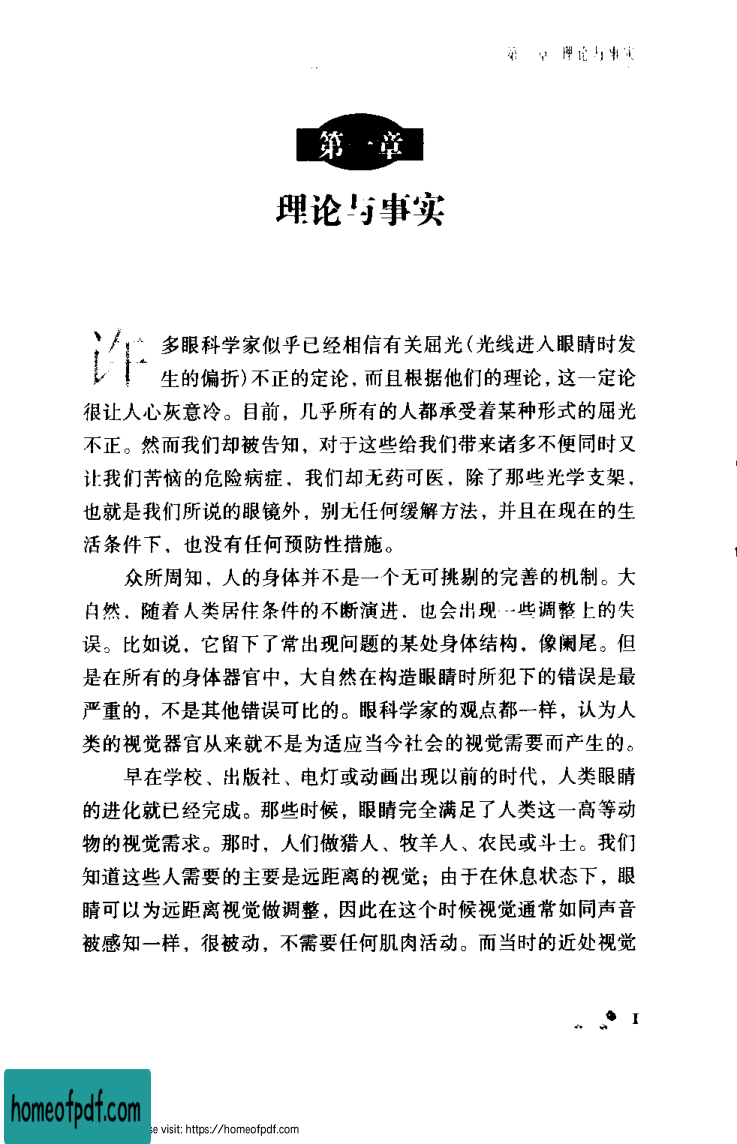 第一章 理论与事实
第一章
理论与事实
许多眼科学家似乎已经相信有关屈光(光线进入眼睛时发
生的偏折)不正的定论，而且根据他们的理论，这一定论
很让人心灰意冷。目前，几乎所有的人都承受着某种形式的屈光
不正。然而我们却被告知，对于这些给我们带来诸多不便同时又
让我们苦恼的危险病症，我们却无药可医，除了那些光学支架，
也就是我们所说的眼镜外，别无任何缓解方法，并且在现在的生
活条件下，也没有任何预防性措施。
众所周知，人的身体并不是一个无可挑剔的完善的机制。大
自然，随着人类居住条件的不断演进，也会出现一些调整上的失
误。比如说，它留下了常出现问题的某处身体结构，像阑尾。但
是在所有的身体器官中，大自然在构造眼睛时所犯下的错误是最
严重的，不是其他错误可比的。眼科学家的观点都一样，认为人
类的视觉器官从来就不是为适应当今社会的视觉需要而产生的。
早在学校、出版社、电灯或动画出现以前的时代，人类眼睛
的进化就已经完成。那些时候，眼睛完全满足了人类这一高等动
物的视觉需求。那时，人们做猎人、牧羊人、农民或斗士。我们
知道这些人需要的主要是远距离的视觉；由于在休息状态下，眼
睛可以为远距离视觉做调整，因此在这个时候视觉通常如同声音
被感知一样，很被动，不需要任何肌肉活动。而当时的近处视觉
1
homeofpdf.com
se visit: https://homeofpdf.com